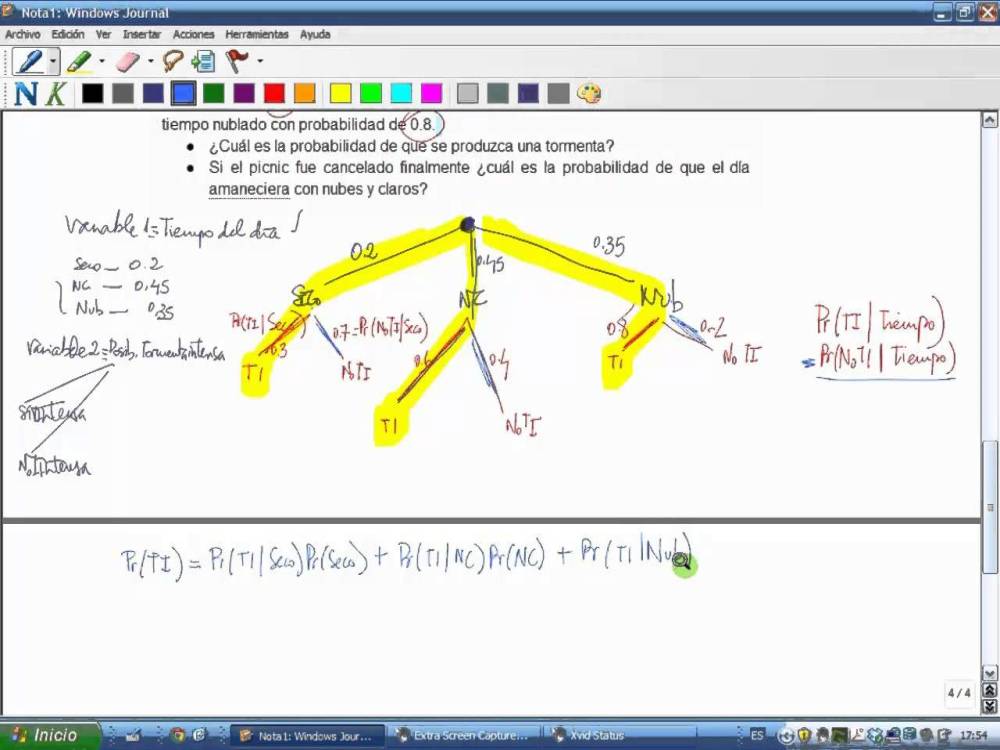 Nota1: Windows Journal
Archivo Edición Ver Insertar Acciones Herramientas Ayuda
N K
tiempo nublado con probabilidad de 0.8.
• ¿Cuál es la probabilidad de que se produzca una tormenta?
• Si el picnic fue cancelado finalmente ¿cuál es la probabilidad de que el día
amaneciera con nubes y claros?
Variable 1 = Tiempo del día
Seco — 0.2
NC — 0.45
Nub — 0.35
Variable 2 = Posib. Tormenta intensa
Sí Intensa
No Intensa
0.2
0.45
0.35
Seco
NC
Nub
Pr(TI | Seco)
0.3
0.7 = Pr(NoTI | Seco)
0.6
0.4
0.8
0.2
TI
NoTI
TI
NoTI
TI
No TI
Pr(TI | Tiempo)
Pr(NoTI | Tiempo)
Pr(TI) = Pr(TI | Seco) Pr(Seco) + Pr(TI | NC) Pr(NC) + Pr(TI | Nub)
4 / 4
Inicio
Nota1: Windows Jour...
Extra Screen Capture...
Xvid Status
ES
17:54